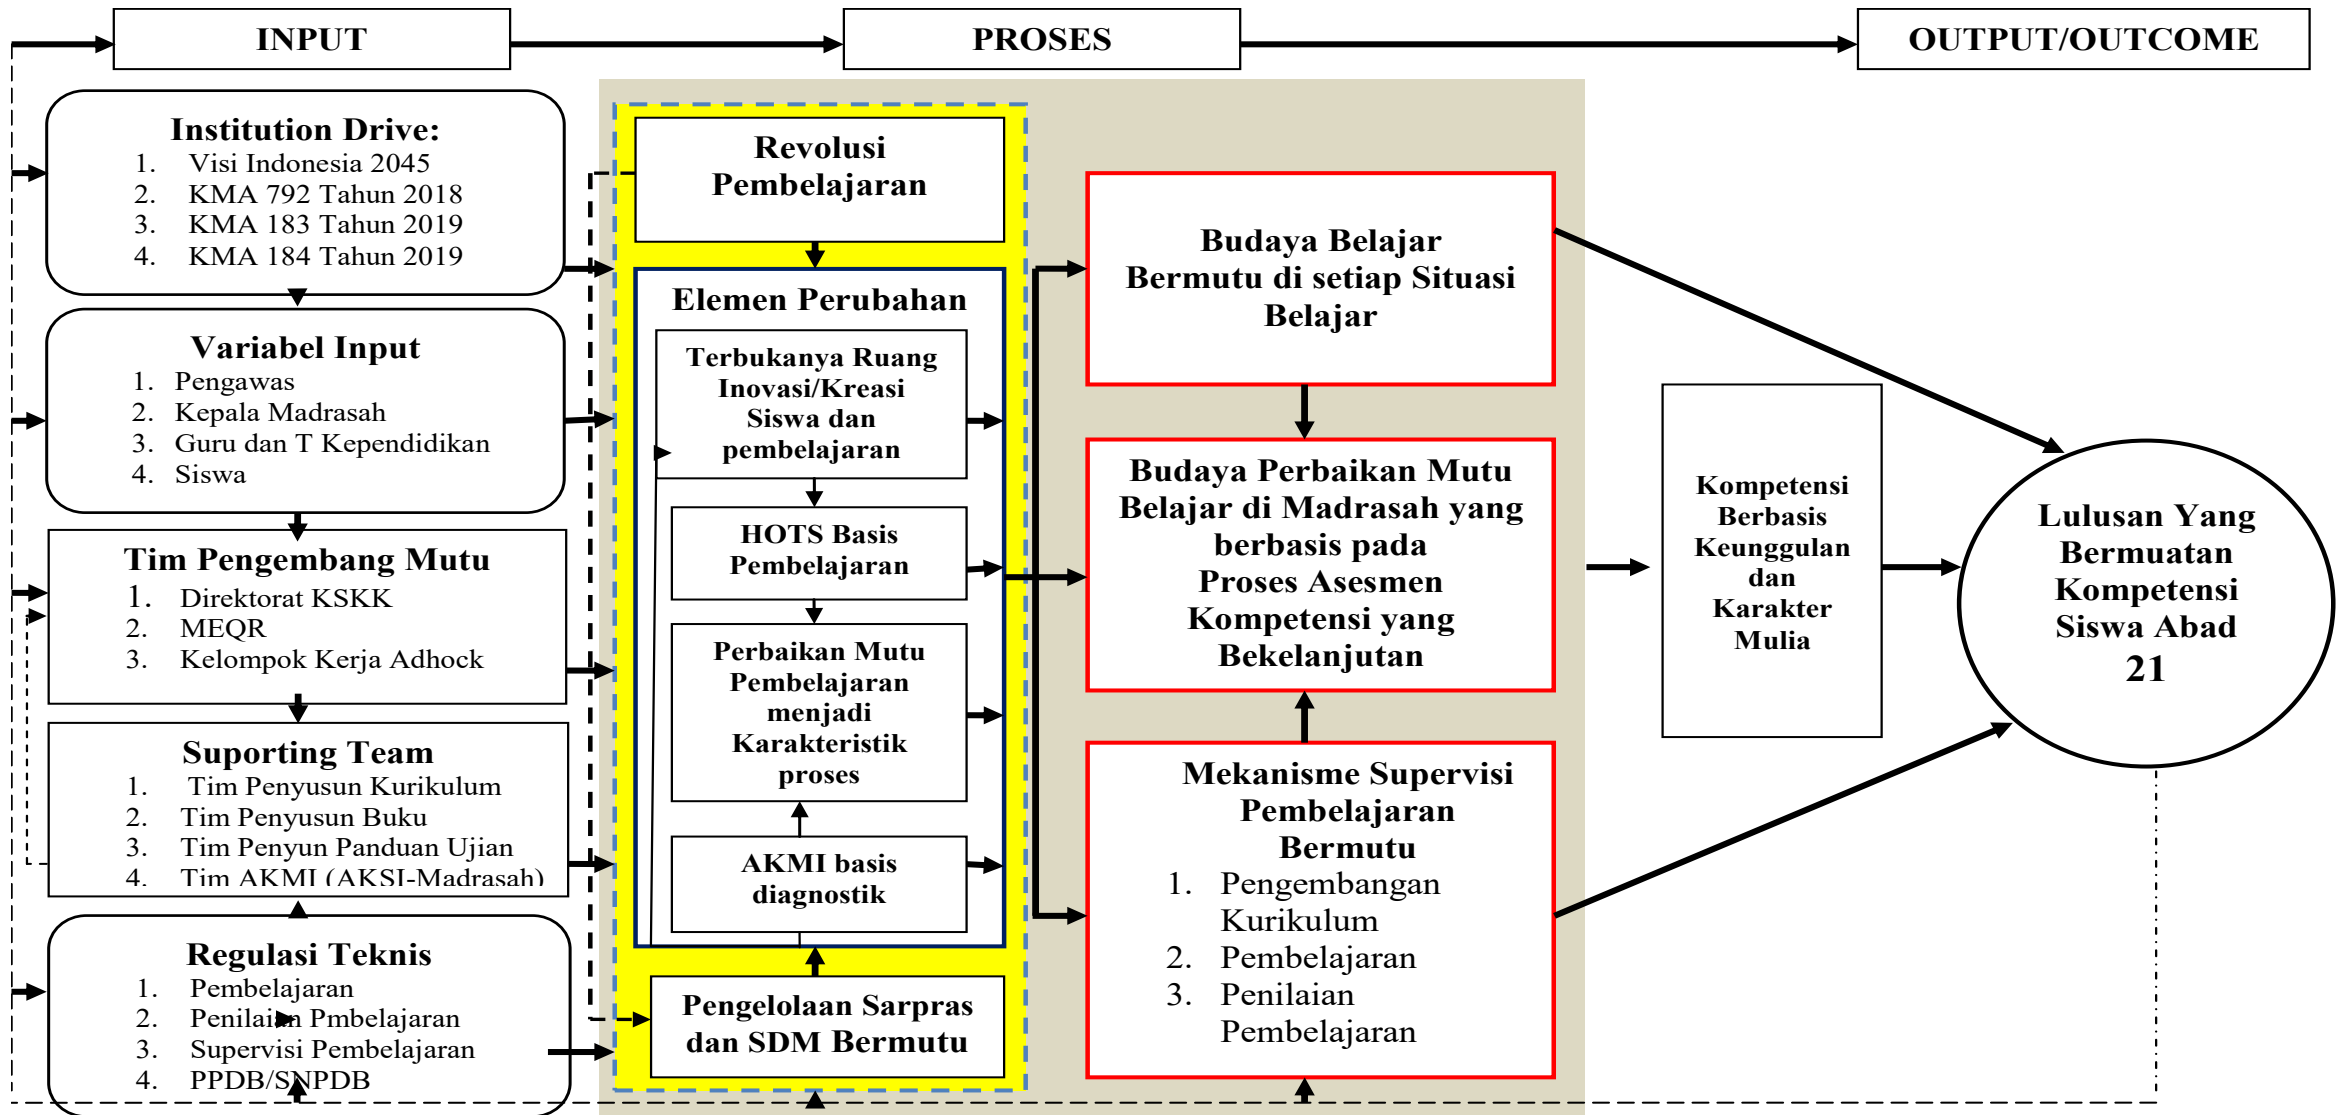 INPUT
PROSES
OUTPUT/OUTCOME
Institution Drive:
1. Visi Indonesia 2045
2. KMA 792 Tahun 2018
3. KMA 183 Tahun 2019
4. KMA 184 Tahun 2019
Variabel Input
1. Pengawas
2. Kepala Madrasah
3. Guru dan T Kependidikan
4. Siswa
Tim Pengembang Mutu
1. Direktorat KSKK
2. MEQR
3. Kelompok Kerja Adhock
Suporting Team
1. Tim Penyusun Kurikulum
2. Tim Penyusun Buku
3. Tim Penyun Panduan Ujian
4. Tim AKMI (AKSI-Madrasah)
Regulasi Teknis
1. Pembelajaran
2. Penilaian Pmbelajaran
3. Supervisi Pembelajaran
4. PPDB/SNPDB
Revolusi
Pembelajaran
Elemen Perubahan
Terbukanya Ruang
Inovasi/Kreasi
Siswa dan
pembelajaran
HOTS Basis
Pembelajaran
Perbaikan Mutu
Pembelajaran
menjadi
Karakteristik
proses
AKMI basis
diagnostik
Pengelolaan Sarpras
dan SDM Bermutu
Budaya Belajar
Bermutu di setiap Situasi
Belajar
Budaya Perbaikan Mutu
Belajar di Madrasah yang
berbasis pada
Proses Asesmen
Kompetensi yang
Bekelanjutan
Mekanisme Supervisi
Pembelajaran
Bermutu
1. Pengembangan
Kurikulum
2. Pembelajaran
3. Penilaian
Pembelajaran
Kompetensi
Berbasis
Keunggulan
dan
Karakter
Mulia
Lulusan Yang
Bermuatan
Kompetensi
Siswa Abad
21